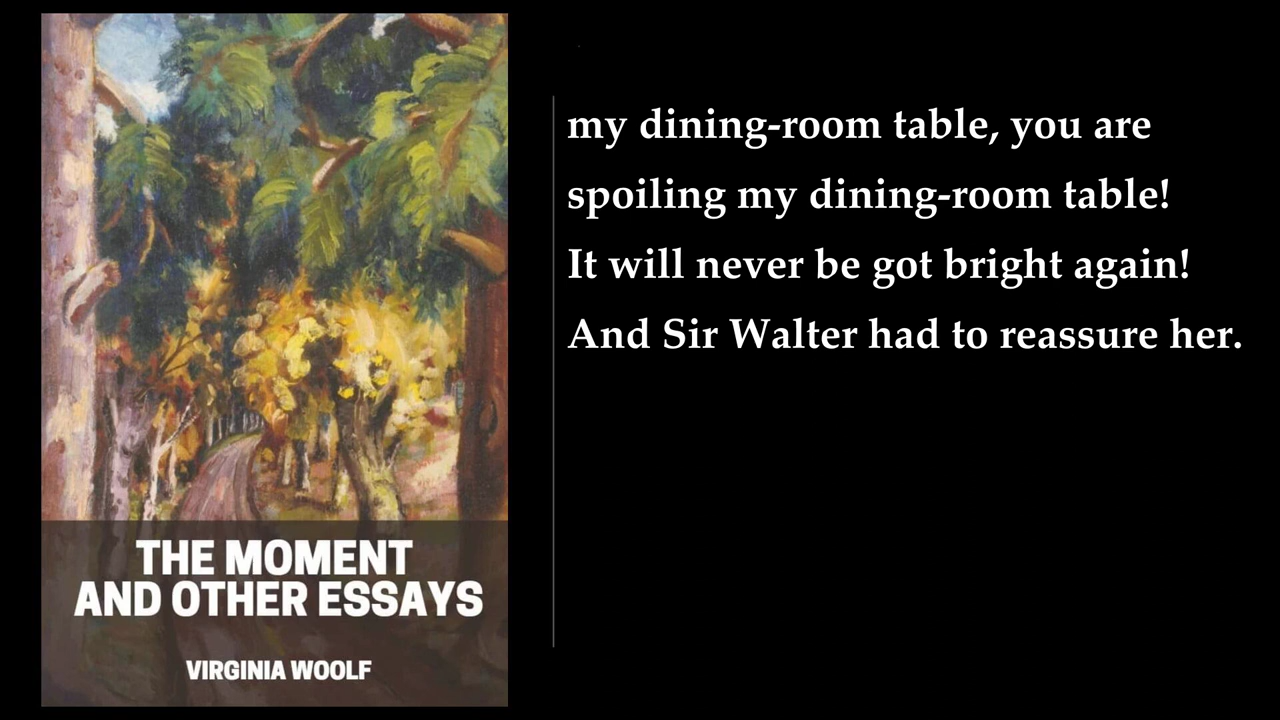 THE MOMENT
AND OTHER ESSAYS
VIRGINIA WOOLF
my dining-room table, you are
spoiling my dining-room table!
It will never be got bright again!
And Sir Walter had to reassure her.